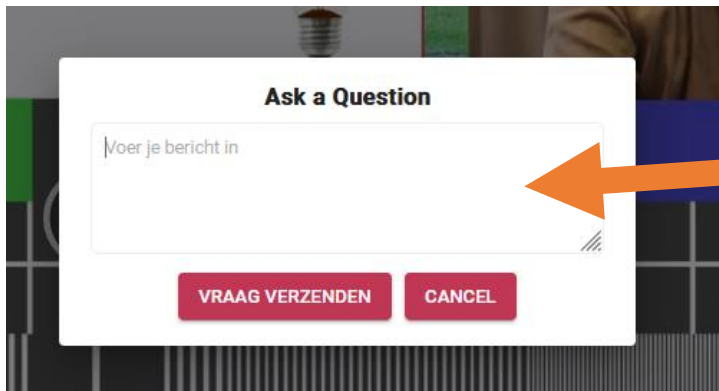 Ask a Question
Voer je bericht in
VRAAG VERZENDEN CANCEL